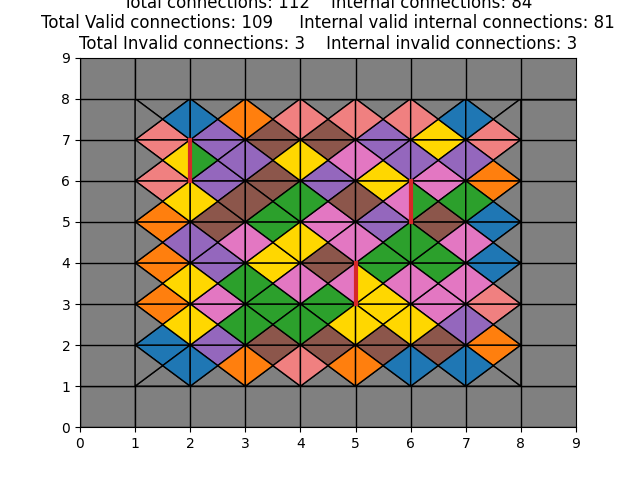 Total connections: 112    Internal connections: 84
Total Valid connections: 109    Internal valid internal connections: 81
Total Invalid connections: 3    Internal invalid connections: 3
9
8
7
6
5
4
3
2
1
0
0 1 2 3 4 5 6 7 8 9